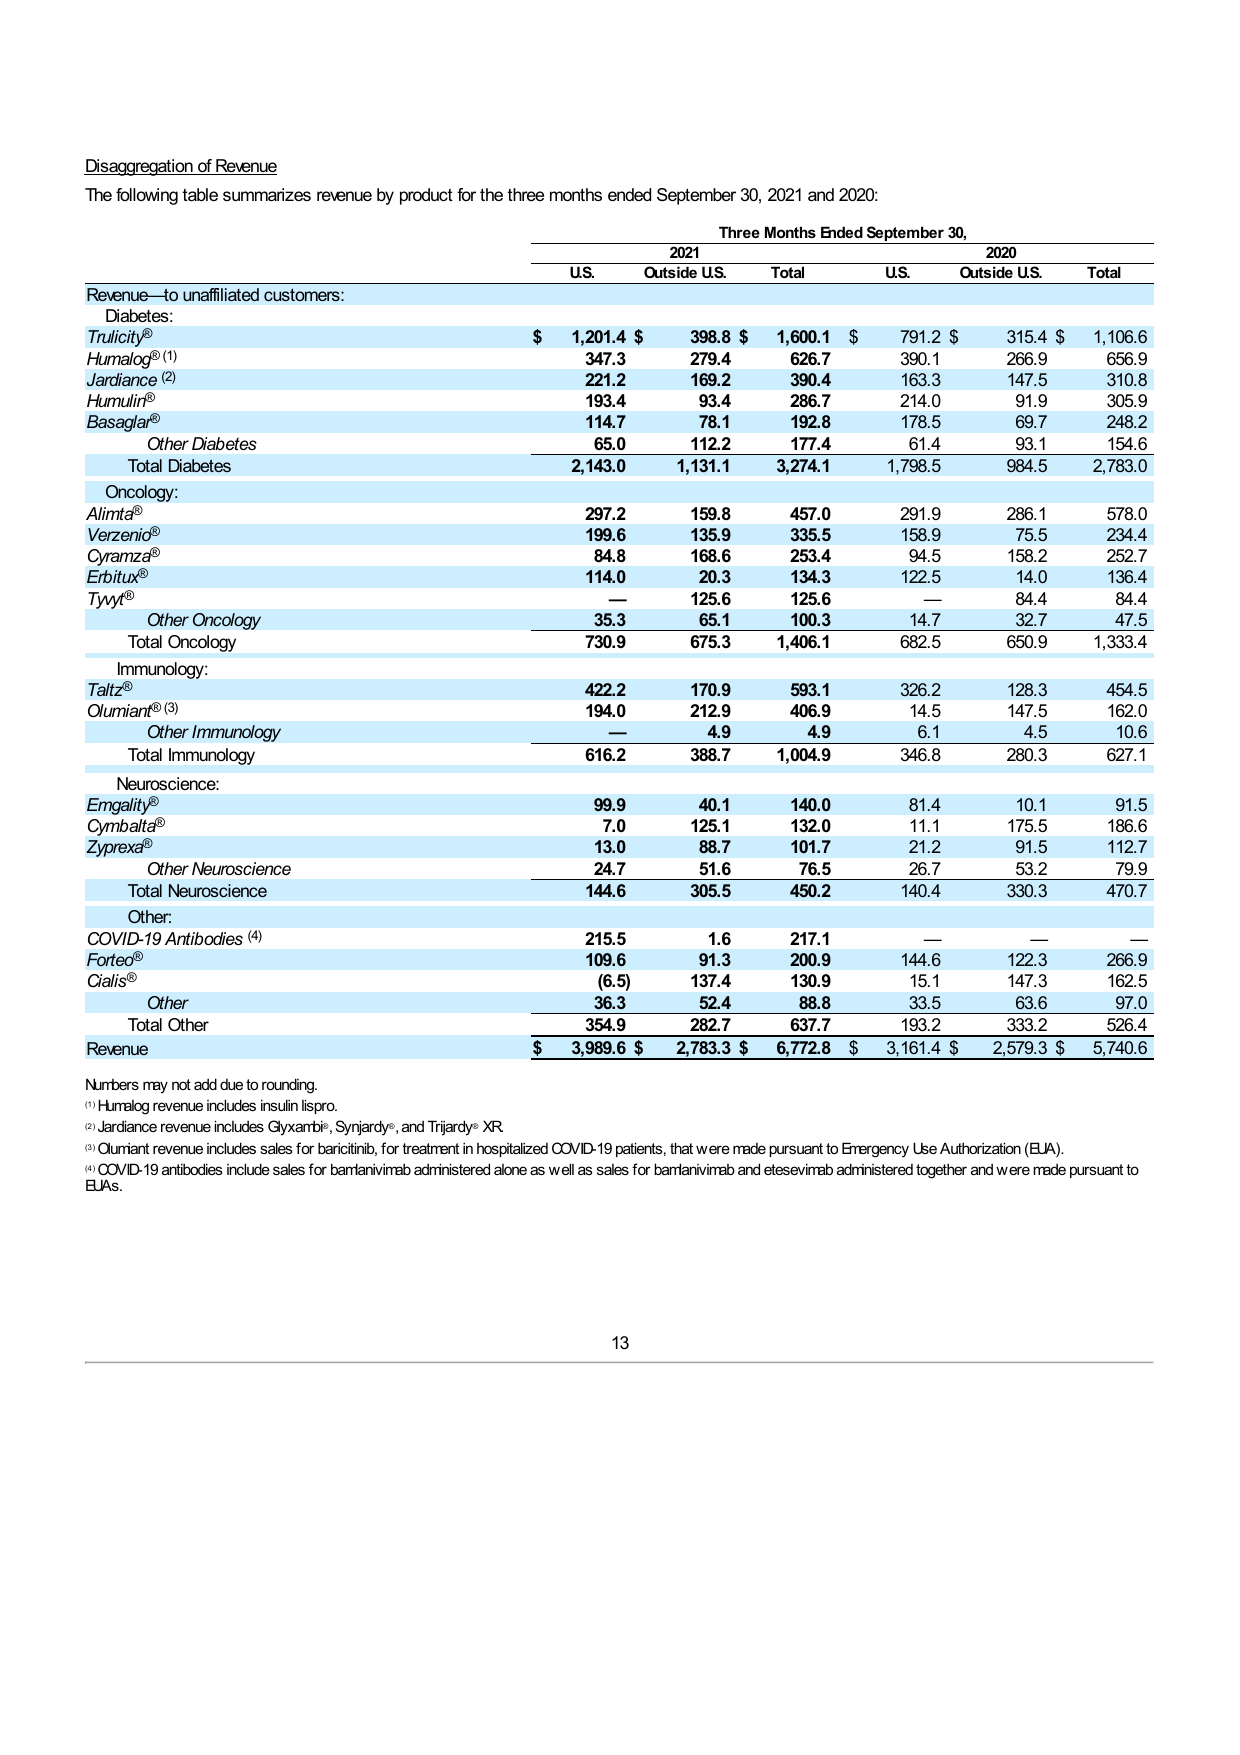 Disaggregation of Revenue
The following table summarizes revenue by product for the three months ended September 30, 2021 and 2020:
Three Months Ended September 30,
2021 2020
U.S. Outside U.S. Total U.S. Outside U.S. Total
Revenue—to unaffiliated customers:
Diabetes:
Trulicity® $ 1,201.4 $ 398.8 $ 1,600.1 $ 791.2 $ 315.4 $ 1,106.6
Humalog® (1) 347.3 279.4 626.7 390.1 266.9 656.9
Jardiance (2) 221.2 169.2 390.4 163.3 147.5 310.8
Humulin® 193.4 93.4 286.7 214.0 91.9 305.9
Basaglar® 114.7 78.1 192.8 178.5 69.7 248.2
Other Diabetes 65.0 112.2 177.4 61.4 93.1 154.6
Total Diabetes 2,143.0 1,131.1 3,274.1 1,798.5 984.5 2,783.0
Oncology:
Alimta® 297.2 159.8 457.0 291.9 286.1 578.0
Verzenio® 199.6 135.9 335.5 158.9 75.5 234.4
Cyramza® 84.8 168.6 253.4 94.5 158.2 252.7
Erbitux® 114.0 20.3 134.3 122.5 14.0 136.4
Tyvyt® — 125.6 125.6 — 84.4 84.4
Other Oncology 35.3 65.1 100.3 14.7 32.7 47.5
Total Oncology 730.9 675.3 1,406.1 682.5 650.9 1,333.4
Immunology:
Taltz® 422.2 170.9 593.1 326.2 128.3 454.5
Olumiant® (3) 194.0 212.9 406.9 14.5 147.5 162.0
Other Immunology — 4.9 4.9 6.1 4.5 10.6
Total Immunology 616.2 388.7 1,004.9 346.8 280.3 627.1
Neuroscience:
Emgality® 99.9 40.1 140.0 81.4 10.1 91.5
Cymbalta® 7.0 125.1 132.0 11.1 175.5 186.6
Zyprexa® 13.0 88.7 101.7 21.2 91.5 112.7
Other Neuroscience 24.7 51.6 76.5 26.7 53.2 79.9
Total Neuroscience 144.6 305.5 450.2 140.4 330.3 470.7
Other:
COVID-19 Antibodies (4) 215.5 1.6 217.1 — — —
Forteo® 109.6 91.3 200.9 144.6 122.3 266.9
Cialis® (6.5) 137.4 130.9 15.1 147.3 162.5
Other 36.3 52.4 88.8 33.5 63.6 97.0
Total Other 354.9 282.7 637.7 193.2 333.2 526.4
Revenue $ 3,989.6 $ 2,783.3 $ 6,772.8 $ 3,161.4 $ 2,579.3 $ 5,740.6
Numbers may not add due to rounding.
(1) Humalog revenue includes insulin lispro.
(2) Jardiance revenue includes Glyxambi®, Synjardy®, and Trijardy® XR.
(3) Olumiant revenue includes sales for baricitinib, for treatment in hospitalized COVID-19 patients, that were made pursuant to Emergency Use Authorization (EUA).
(4) COVID-19 antibodies include sales for bamlanivimab administered alone as well as sales for bamlanivimab and etesevimab administered together and were made pursuant to
EUAs.
13